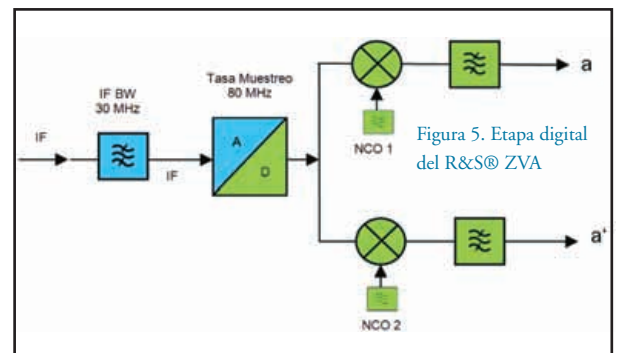 IF BW
30 MHz
Tasa Muestreo
80 MHz
IF
IF
A
D
NCO 1
a
Figura 5. Etapa digital
del R&S® ZVA
NCO 2
a'